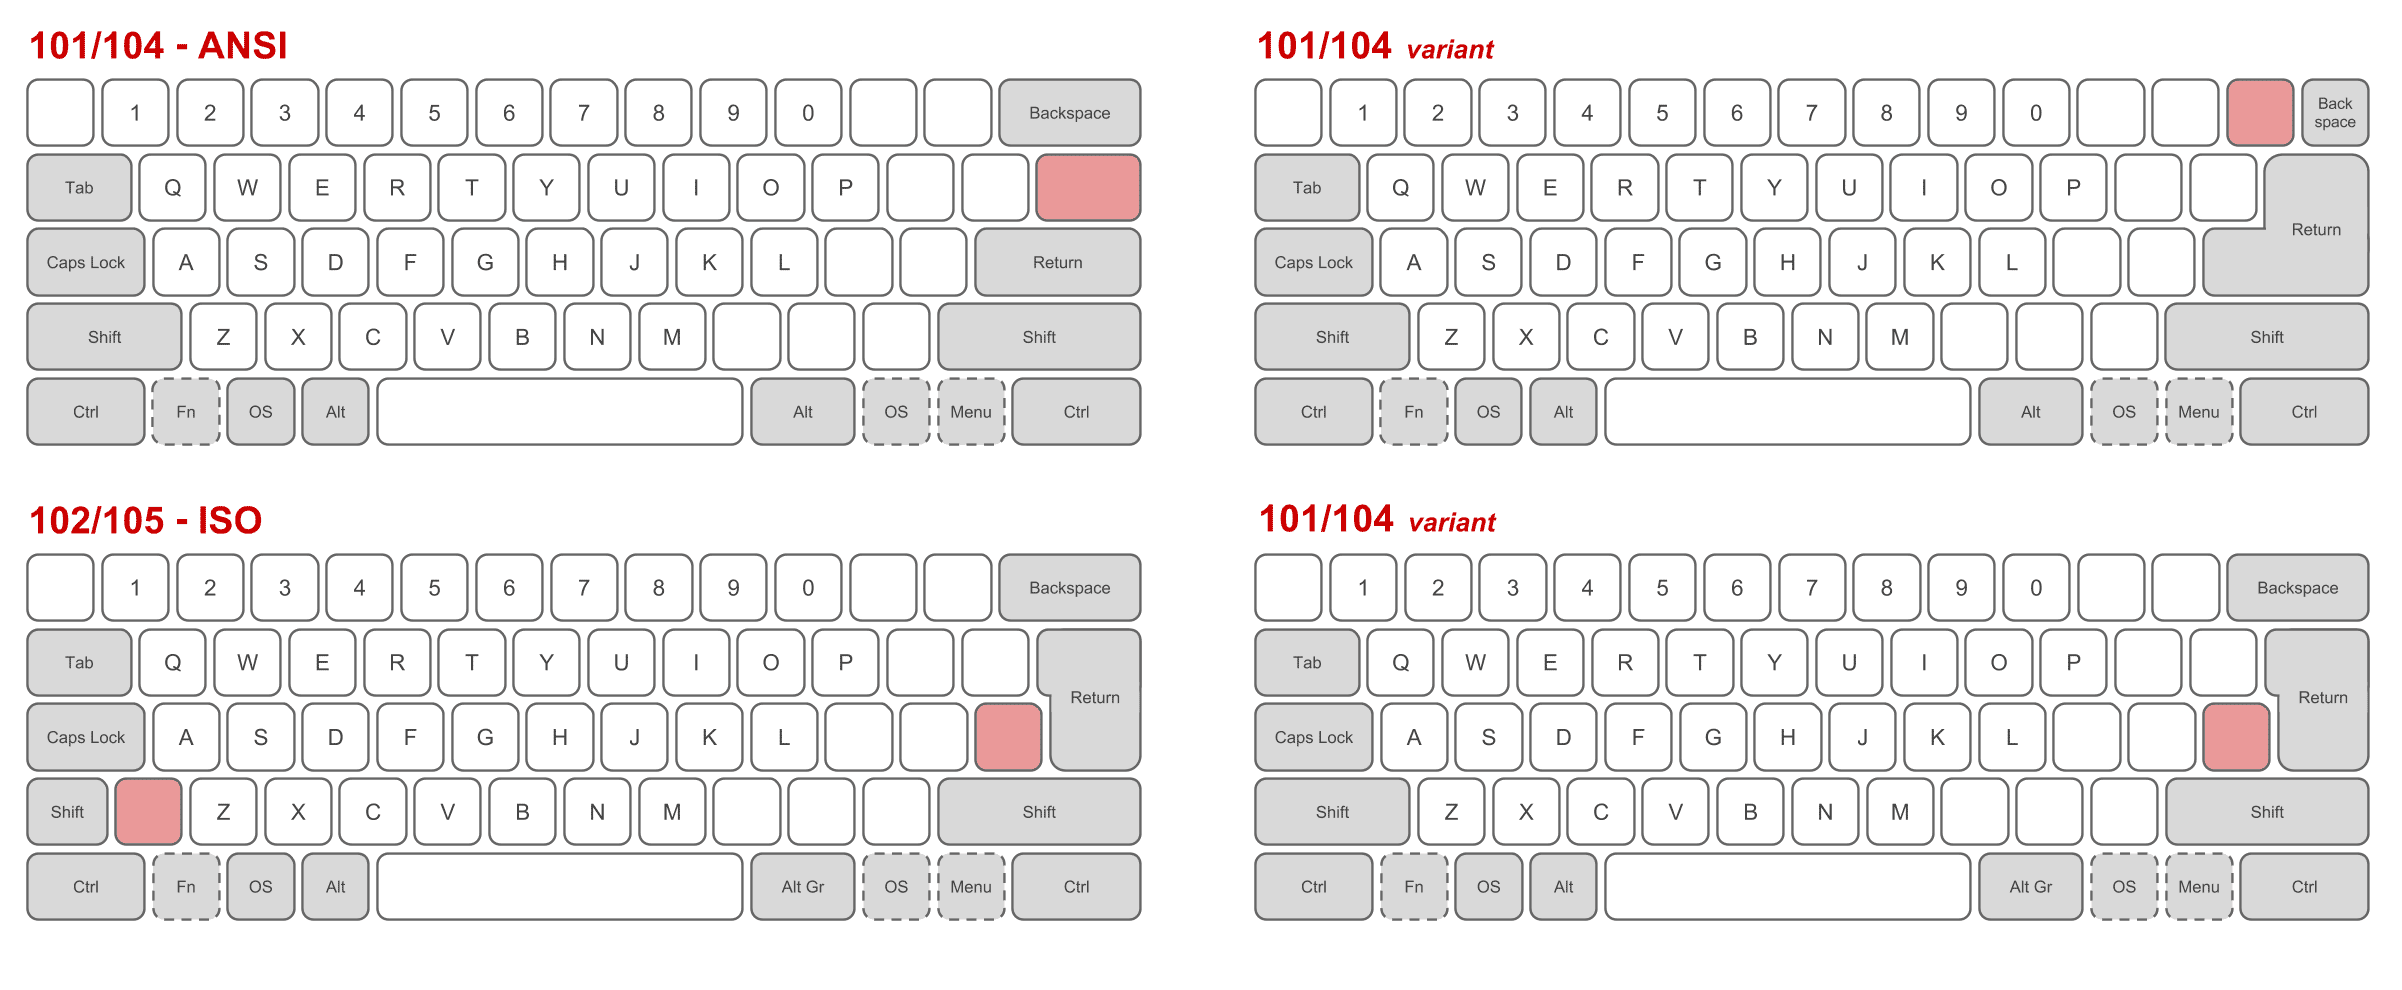 101/104 - ANSI
1 2 3 4 5 6 7 8 9 0 Backspace
Tab Q W E R T Y U I O P
Caps Lock A S D F G H J K L Return
Shift Z X C V B N M Shift
Ctrl Fn OS Alt Alt OS Menu Ctrl
101/104 variant
1 2 3 4 5 6 7 8 9 0 Back
space
Tab Q W E R T Y U I O P
Return
Caps Lock A S D F G H J K L
Shift Z X C V B N M Shift
Ctrl Fn OS Alt Alt OS Menu Ctrl
102/105 - ISO
1 2 3 4 5 6 7 8 9 0 Backspace
Tab Q W E R T Y U I O P
Return
Caps Lock A S D F G H J K L
Shift Z X C V B N M Shift
Ctrl Fn OS Alt Alt Gr OS Menu Ctrl
101/104 variant
1 2 3 4 5 6 7 8 9 0 Backspace
Tab Q W E R T Y U I O P
Return
Caps Lock A S D F G H J K L
Shift Z X C V B N M Shift
Ctrl Fn OS Alt Alt Gr OS Menu Ctrl